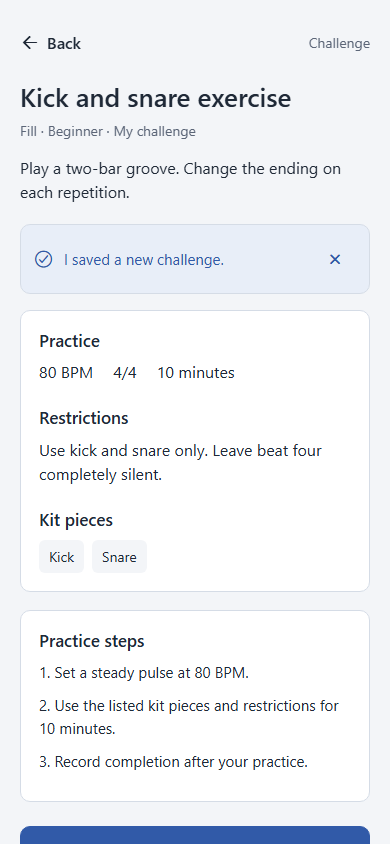 Back
Challenge
Kick and snare exercise
Fill · Beginner · My challenge
Play a two-bar groove. Change the ending on
each repetition.
I saved a new challenge.
Practice
80 BPM 4/4 10 minutes
Restrictions
Use kick and snare only. Leave beat four
completely silent.
Kit pieces
Kick Snare
Practice steps
1. Set a steady pulse at 80 BPM.
2. Use the listed kit pieces and restrictions for
10 minutes.
3. Record completion after your practice.